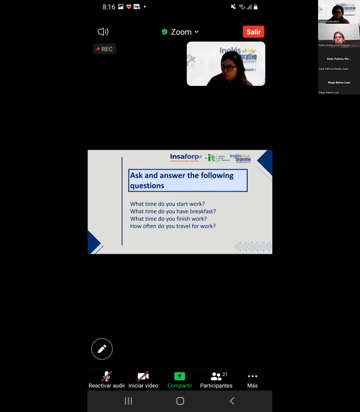 8:16
Zoom
Salir
REC
Insaforp
Ask and answer the following
questions
What time do you start work?
What time do you have breakfast?
What time do you finish work?
How often do you travel for work?
21
Reactivar audio
Iniciar vídeo
Compartir
Participantes
Más